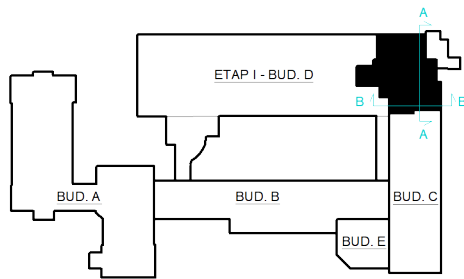 A
ETAP I - BUD. D
B B
A
BUD. A BUD. B BUD. C
BUD. E